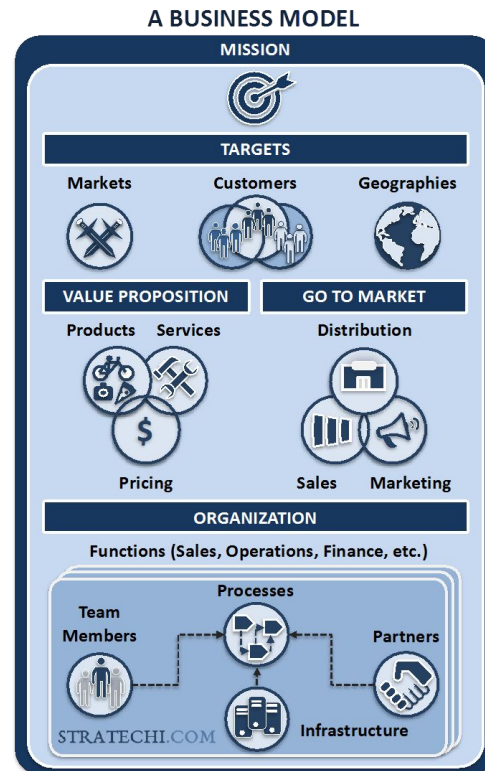 A BUSINESS MODEL
MISSION
TARGETS
Markets
Customers
Geographies
VALUE PROPOSITION
GO TO MARKET
Products
Services
Distribution
$
Pricing
Sales
Marketing
ORGANIZATION
Functions (Sales, Operations, Finance, etc.)
Processes
Team
Members
Partners
Infrastructure
STRATECHI.COM